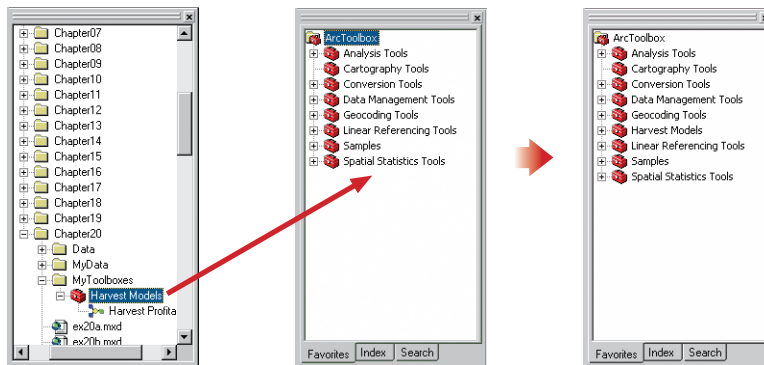 Chapter07
Chapter08
Chapter09
Chapter10
Chapter11
Chapter12
Chapter13
Chapter14
Chapter15
Chapter16
Chapter17
Chapter18
Chapter19
Chapter20
Data
MyData
MyToolboxes
Harvest Models
Harvest Profita
ex20a.mxd
ex20b.mxd
ArcToolbox
Analysis Tools
Cartography Tools
Conversion Tools
Data Management Tools
Geocoding Tools
Linear Referencing Tools
Samples
Spatial Statistics Tools
Favorites Index Search
ArcToolbox
Analysis Tools
Cartography Tools
Conversion Tools
Data Management Tools
Geocoding Tools
Harvest Models
Linear Referencing Tools
Samples
Spatial Statistics Tools
Favorites Index Search